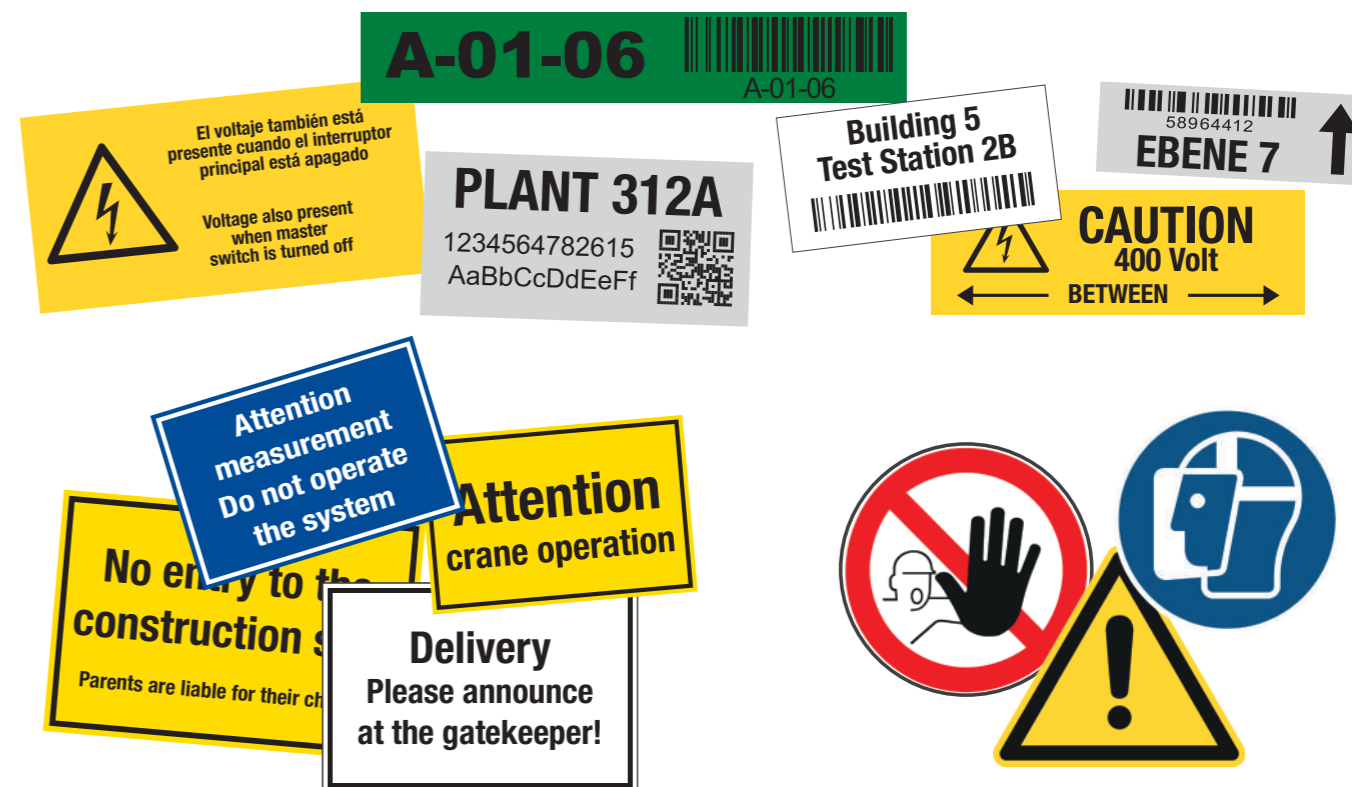 A-01-06
A-01-06
El voltaje también está
presente cuando el interruptor
principal está apagado
Voltage also present
when master
switch is turned off
PLANT 312A
1234564782615
AaBbCcDdEeFf
Building 5
Test Station 2B
58964412
EBENE 7
CAUTION
400 Volt
BETWEEN
Attention
measurement
Do not operate
the system
Attention
crane operation
No entry to the
construction
Parents are liable for their
Delivery
Please announce
at the gatekeeper!